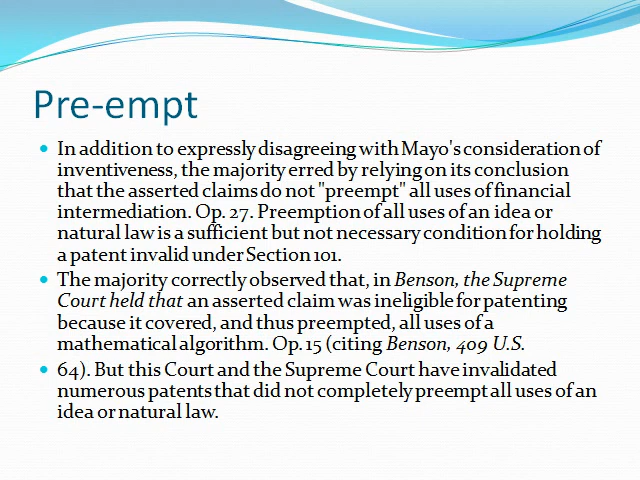 Pre-empt
In addition to expressly disagreeing with Mayo's consideration of
inventiveness, the majority erred by relying on its conclusion
that the asserted claims do not "preempt" all uses of financial
intermediation. Op. 27. Preemption of all uses of an idea or
natural law is a sufficient but not necessary condition for holding
a patent invalid under Section 101.
The majority correctly observed that, in Benson, the Supreme
Court held that an asserted claim was ineligible for patenting
because it covered, and thus preempted, all uses of a
mathematical algorithm. Op. 15 (citing Benson, 409 U.S.
64). But this Court and the Supreme Court have invalidated
numerous patents that did not completely preempt all uses of an
idea or natural law.